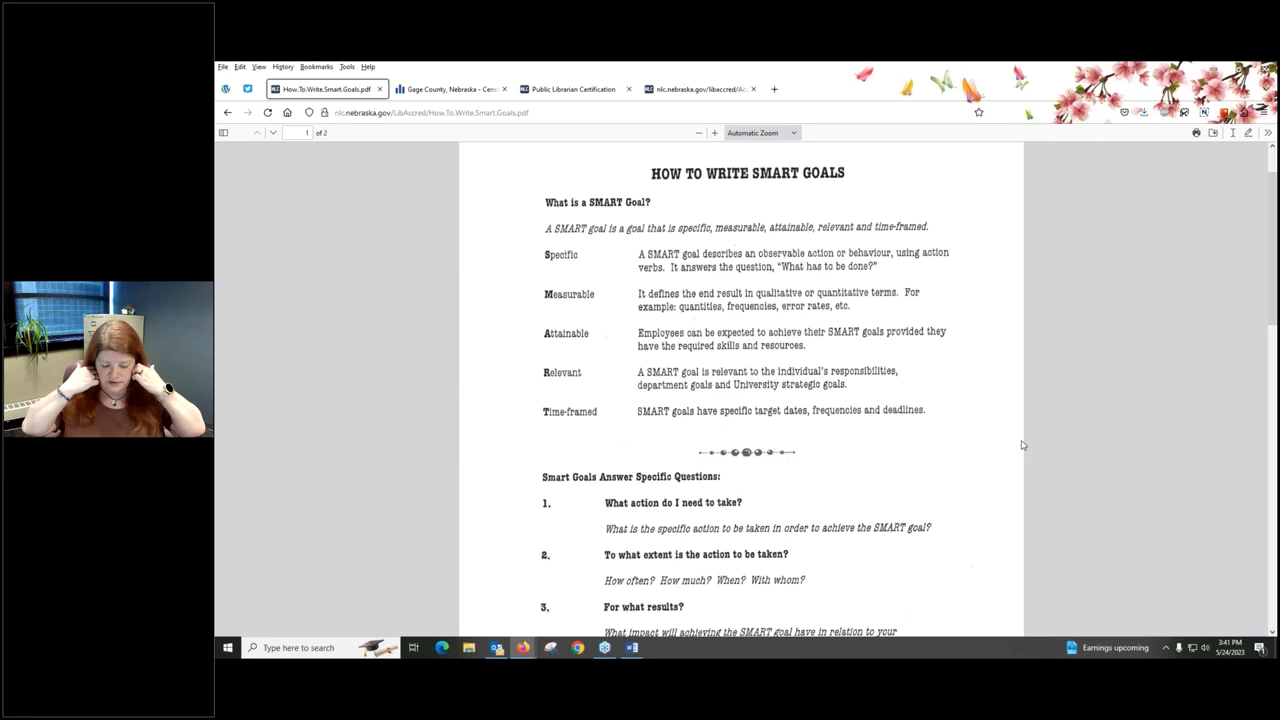 File Edit View History Bookmarks Tools Help
How.To.Write.Smart.Goals.pdf
Gage County, Nebraska - Cens
Public Librarian Certification
nlc.nebraska.gov/libaccred/Acc
nlc.nebraska.gov/LibAccred/How.To.Write.Smart.Goals.pdf
1 of 2
Automatic Zoom
HOW TO WRITE SMART GOALS
What is a SMART Goal?
A SMART goal is a goal that is specific, measurable, attainable, relevant and time-framed.
Specific A SMART goal describes an observable action or behaviour, using action
verbs. It answers the question, "What has to be done?"
Measurable It defines the end result in qualitative or quantitative terms. For
example: quantities, frequencies, error rates, etc.
Attainable Employees can be expected to achieve their SMART goals provided they
have the required skills and resources.
Relevant A SMART goal is relevant to the individual's responsibilities,
department goals and University strategic goals.
Time-framed SMART goals have specific target dates, frequencies and deadlines.
Smart Goals Answer Specific Questions:
1. What action do I need to take?
What is the specific action to be taken in order to achieve the SMART goal?
2. To what extent is the action to be taken?
How often? How much? When? With whom?
3. For what results?
What impact will achieving the SMART goal have in relation to your
Type here to search
Earnings upcoming
3:41 PM
5/24/2023